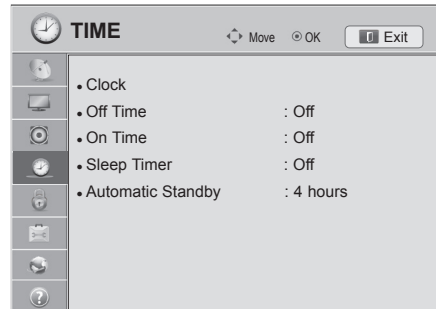 TIME Move OK Exit
• Clock
• Off Time : Off
• On Time : Off
• Sleep Timer : Off
• Automatic Standby : 4 hours
?